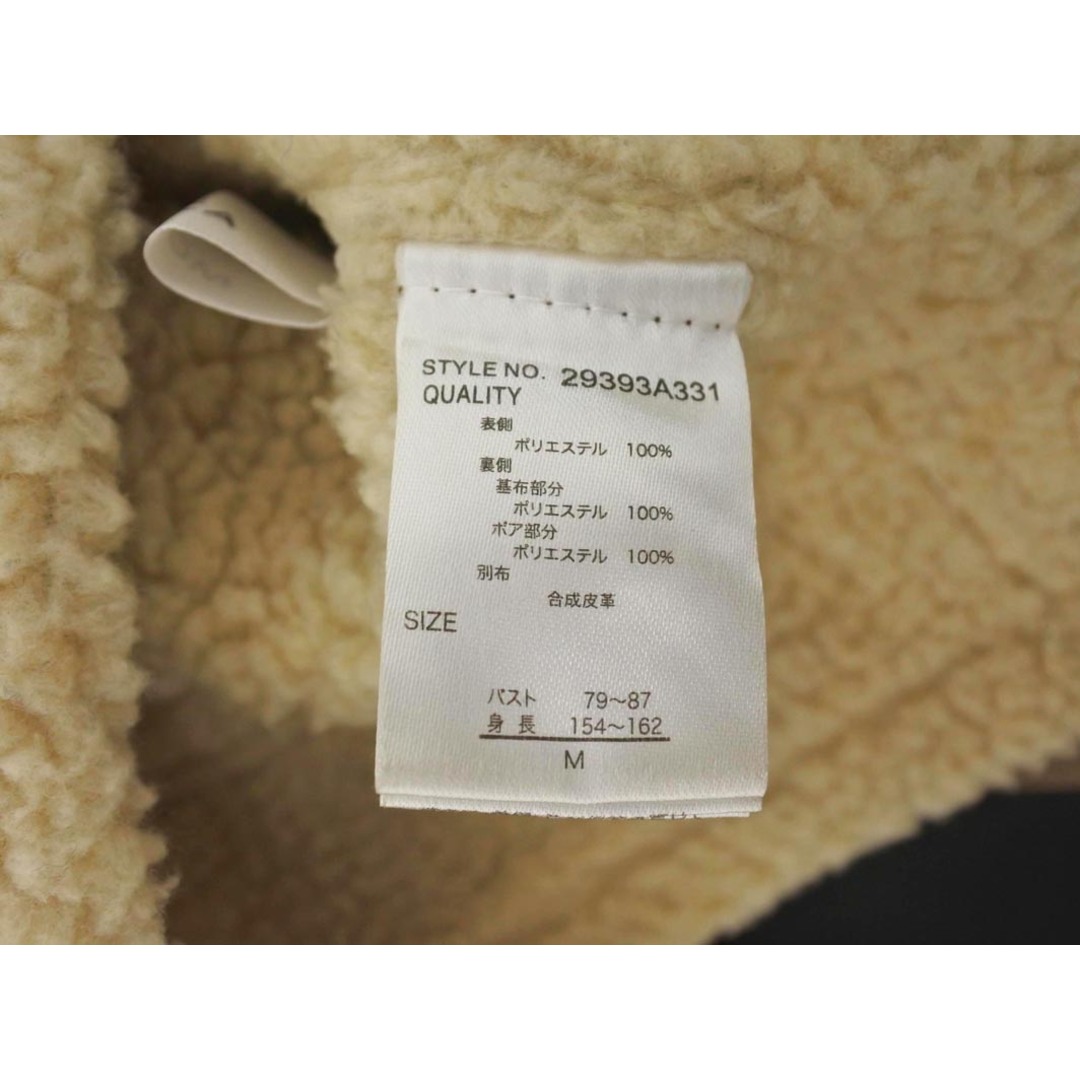 STYLE NO. 29393A331
QUALITY
表側
ポリエステル 100%
裏側
基布部分
ポリエステル 100%
ボア部分
ポリエステル 100%
別布
合成皮革
SIZE
バスト 79〜87
身長 154〜162
M